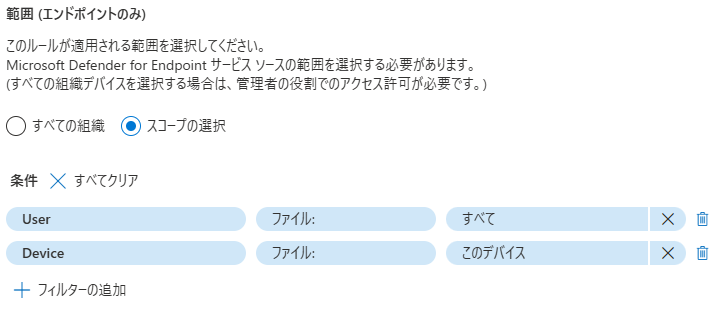 範囲 (エンドポイントのみ)
このルールが適用される範囲を選択してください。
Microsoft Defender for Endpoint サービス ソースの範囲を選択する必要があります。
(すべての組織デバイスを選択する場合は、管理者の役割でのアクセス許可が必要です。)
すべての組織 スコープの選択
条件 すべてクリア
User ファイル: すべて
Device ファイル: このデバイス
フィルターの追加